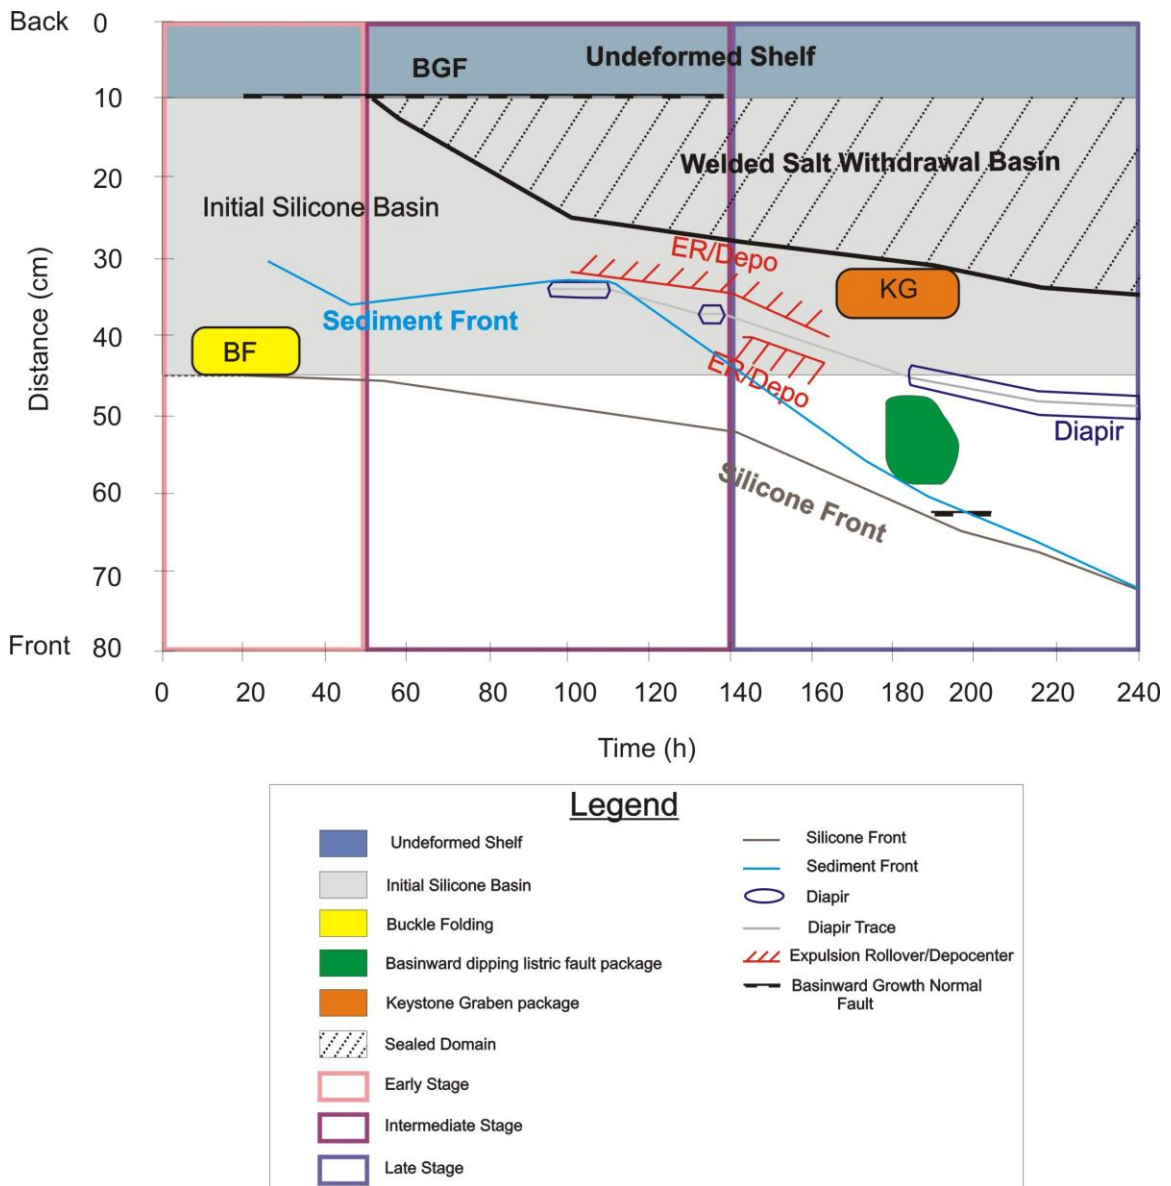 Back 0
Undeformed Shelf
BGF
10
Welded Salt Withdrawal Basin
20
Initial Silicone Basin
30
ER/Depo
KG
Sediment Front
Distance (cm)
40
BF
ER/Depo
50
Diapir
60
Silicone Front
70
Front 80
0 20 40 60 80 100 120 140 160 180 200 220 240
Time (h)
Legend
Undeformed Shelf
Initial Silicone Basin
Buckle Folding
Basinward dipping listric fault package
Keystone Graben package
Sealed Domain
Early Stage
Intermediate Stage
Late Stage
Silicone Front
Sediment Front
Diapir
Diapir Trace
Expulsion Rollover/Depocenter
Basinward Growth Normal
Fault